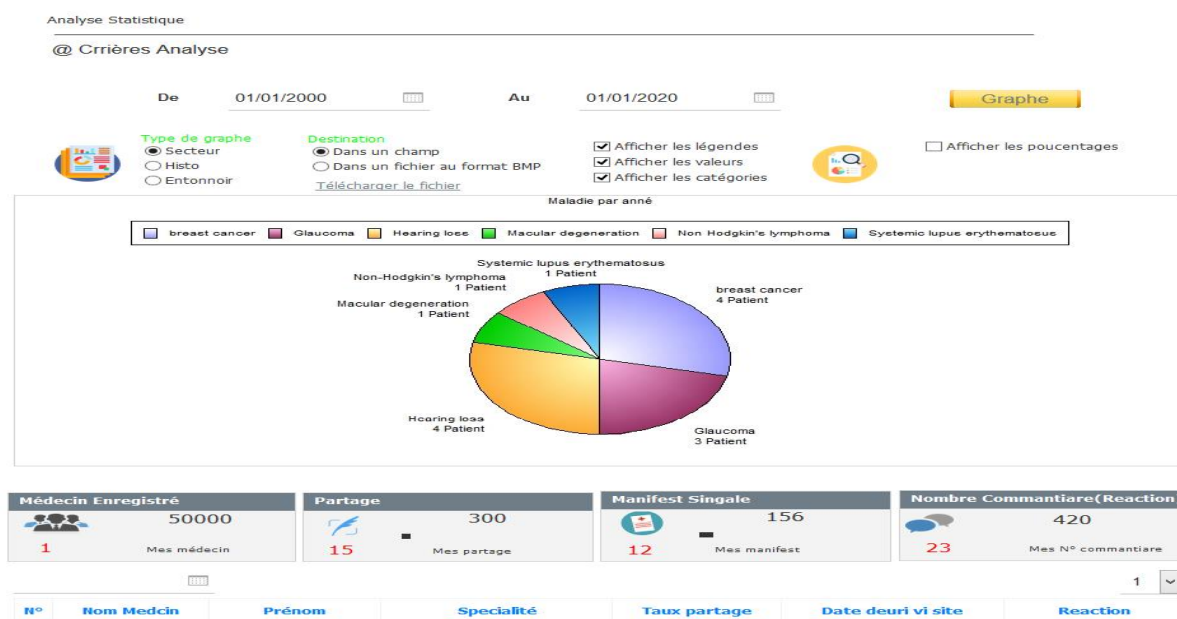 Analyse Statistique
@ Crrières Analyse
De 01/01/2000 Au 01/01/2020 Graphe
Type de graphe
Secteur
Histo
Entonnoir
Destination
Dans un champ
Dans un fichier au format BMP
Télécharger le fichier
Afficher les légendes
Afficher les valeurs
Afficher les catégories
Afficher les poucentages
Maladie par anné
breast cancer Glaucoma Hearing loss Macular degeneration Non Hodgkin's lymphoma Systemic lupus erythematosus
Systemic lupus erythematosus
1 Patient
Non-Hodgkin's lymphoma
1 Patient
Macular degeneration
1 Patient
breast cancer
4 Patient
Hearing loss
4 Patient
Glaucoma
3 Patient
Médecin Enregistré
50000
1 Mes médecin
Partage
300
15 Mes partage
Manifest Singale
156
12 Mes manifest
Nombre Commantiare(Reaction
420
23 Mes N° commantiare
1
N° Nom Medcin Prénom Specialité Taux partage Date deuri vi site Reaction